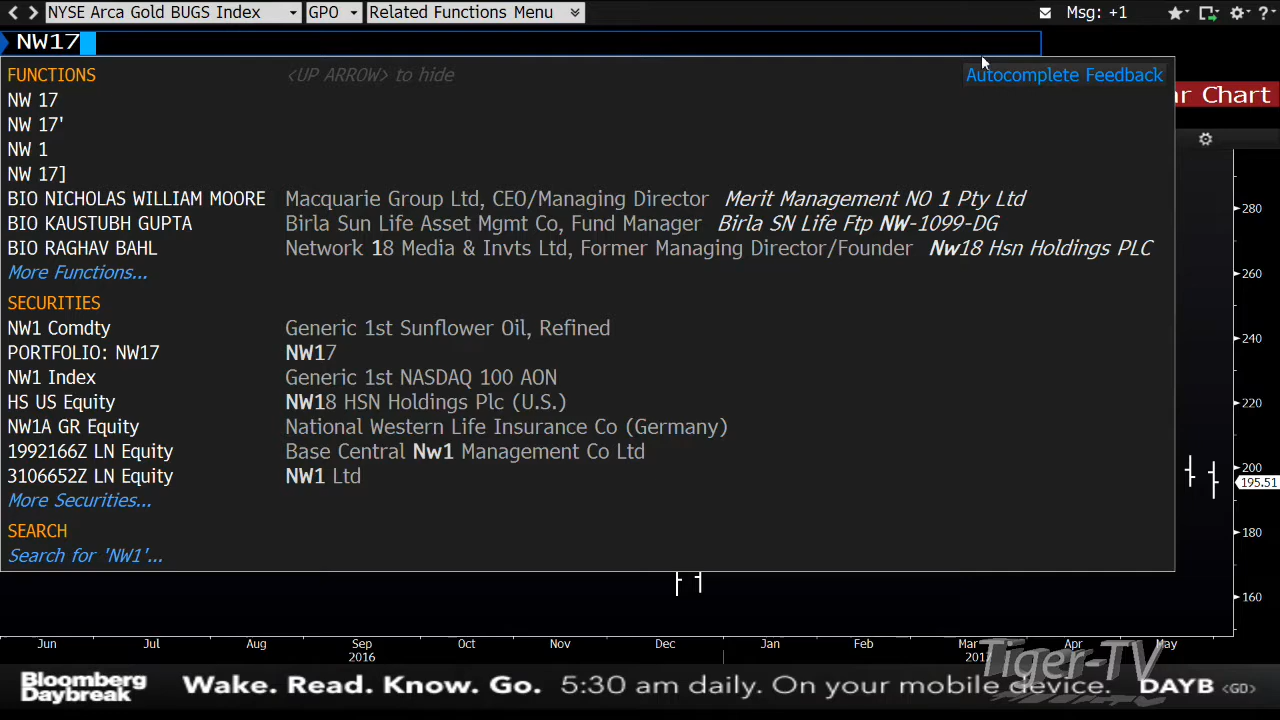 NYSE Arca Gold BUGS Index GPO Related Functions Menu Msg: +1
NW17
FUNCTIONS <UP ARROW> to hide Autocomplete Feedback
NW 17
r Chart
NW 17'
NW 1
NW 17]
BIO NICHOLAS WILLIAM MOORE Macquarie Group Ltd, CEO/Managing Director Merit Management NO 1 Pty Ltd
BIO KAUSTUBH GUPTA Birla Sun Life Asset Mgmt Co, Fund Manager Birla SN Life Ftp NW-1099-DG
BIO RAGHAV BAHL Network 18 Media & Invts Ltd, Former Managing Director/Founder Nw18 Hsn Holdings PLC
More Functions...
SECURITIES
NW1 Comdty Generic 1st Sunflower Oil, Refined
PORTFOLIO: NW17 NW17
NW1 Index Generic 1st NASDAQ 100 AON
HS US Equity NW18 HSN Holdings Plc (U.S.)
NW1A GR Equity National Western Life Insurance Co (Germany)
1992166Z LN Equity Base Central Nw1 Management Co Ltd
3106652Z LN Equity NW1 Ltd
More Securities...
SEARCH
Search for 'NW1'...
280
260
240
220
200
195.51
180
160
Jun Jul Aug Sep Oct Nov Dec Jan Feb Mar Apr May
2016 2017
Tiger-TV
Bloomberg
Daybreak
Wake. Read. Know. Go. 5:30 am daily. On your mobile device. DAYB <GO>